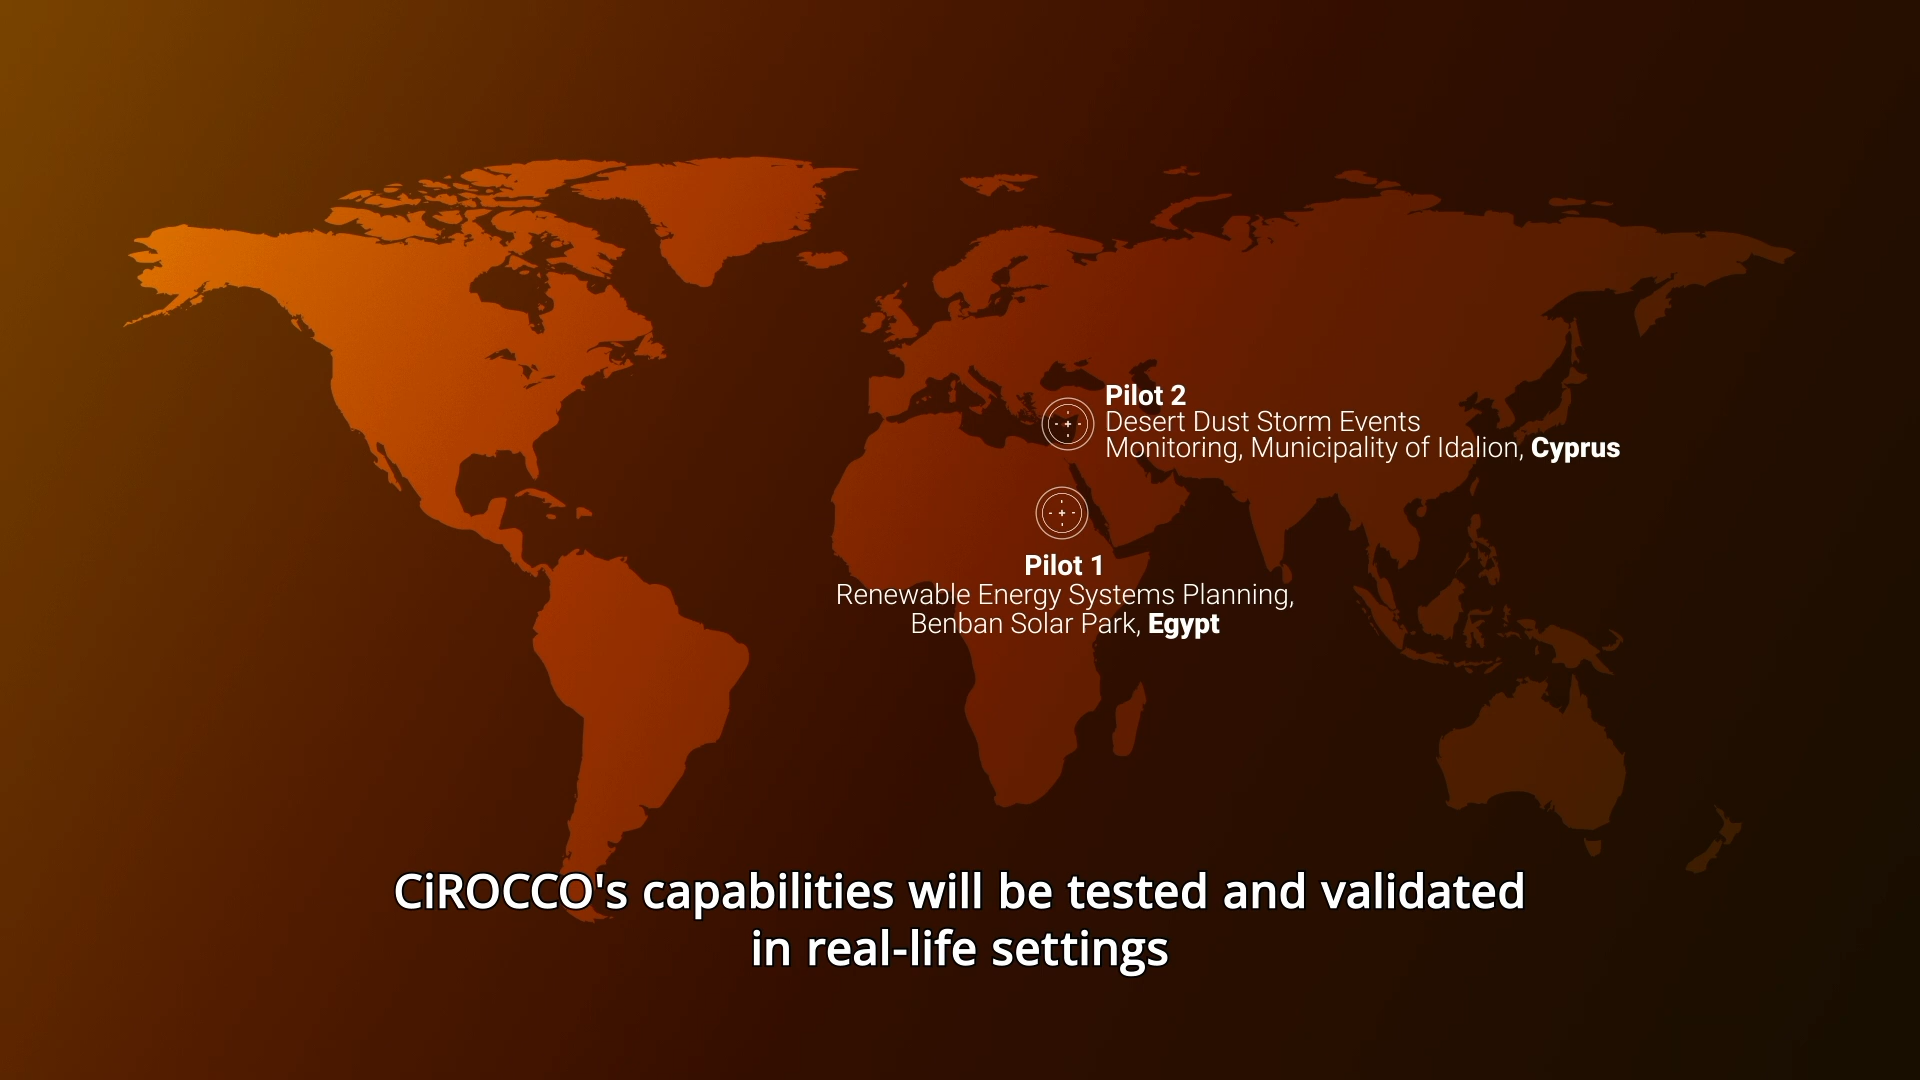 Pilot 2
Desert Dust Storm Events
Monitoring, Municipality of Idalion, Cyprus
Pilot 1
Renewable Energy Systems Planning,
Benban Solar Park, Egypt
CiROCCO's capabilities will be tested and validated
in real-life settings